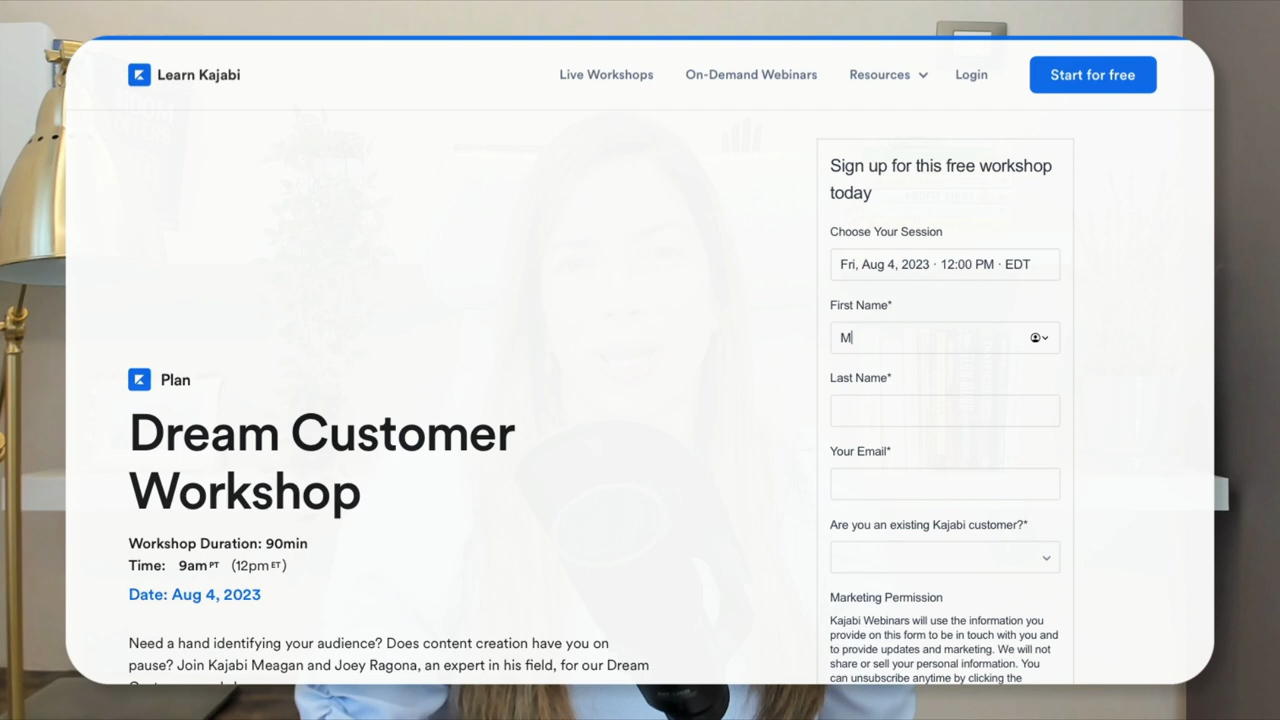 Learn Kajabi
Live Workshops
On-Demand Webinars
Resources
Login
Start for free
Plan
Dream Customer
Workshop
Workshop Duration: 90min
Time: 9am PT (12pm ET)
Date: Aug 4, 2023
Need a hand identifying your audience? Does content creation have you on
pause? Join Kajabi Meagan and Joey Ragona, an expert in his field, for our Dream
Sign up for this free workshop
today
Choose Your Session
Fri, Aug 4, 2023 · 12:00 PM · EDT
First Name*
M
Last Name*
Your Email*
Are you an existing Kajabi customer?*
Marketing Permission
Kajabi Webinars will use the information you
provide on this form to be in touch with you and
to provide updates and marketing. We will not
share or sell your personal information. You
can unsubscribe anytime by clicking the